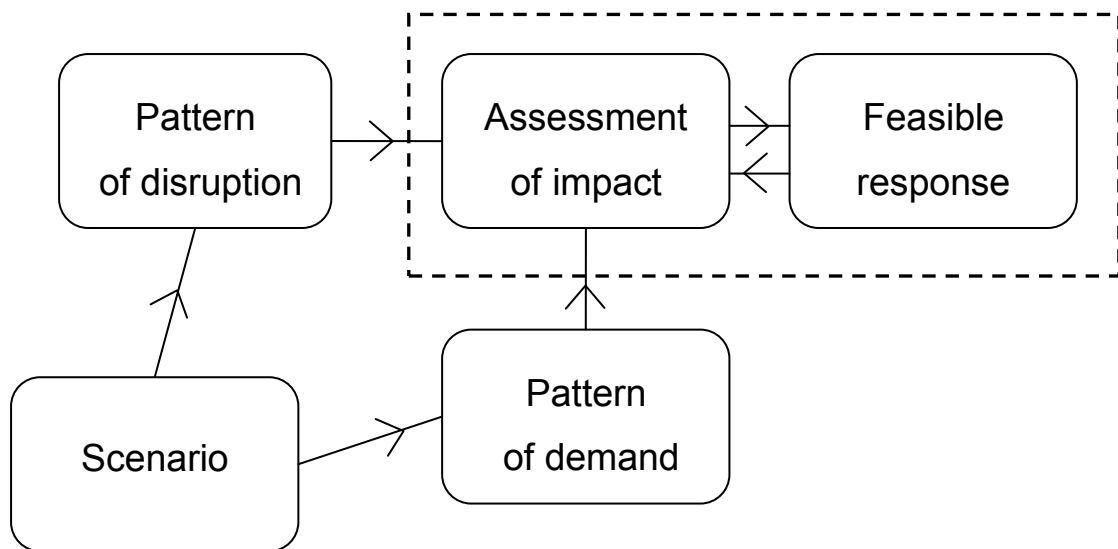 Pattern
of disruption
Assessment
of impact
Feasible
response
Scenario
Pattern
of demand